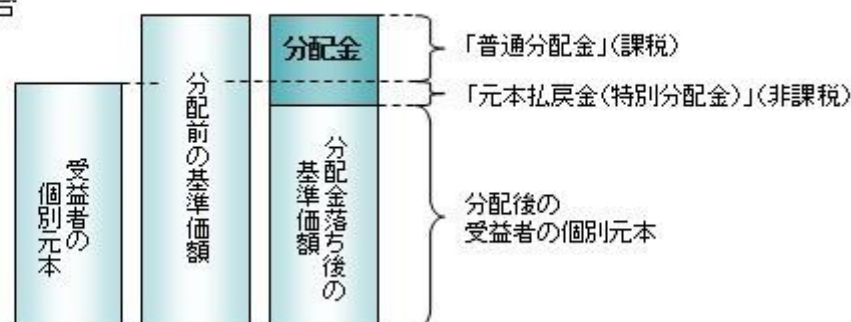 分配金
「普通分配金」(課税)
「元本払戻金(特別分配金)」(非課税)
受益者の
個別元本
分配前の基準価額
分配金落ち後の
基準価額
分配後の
受益者の個別元本